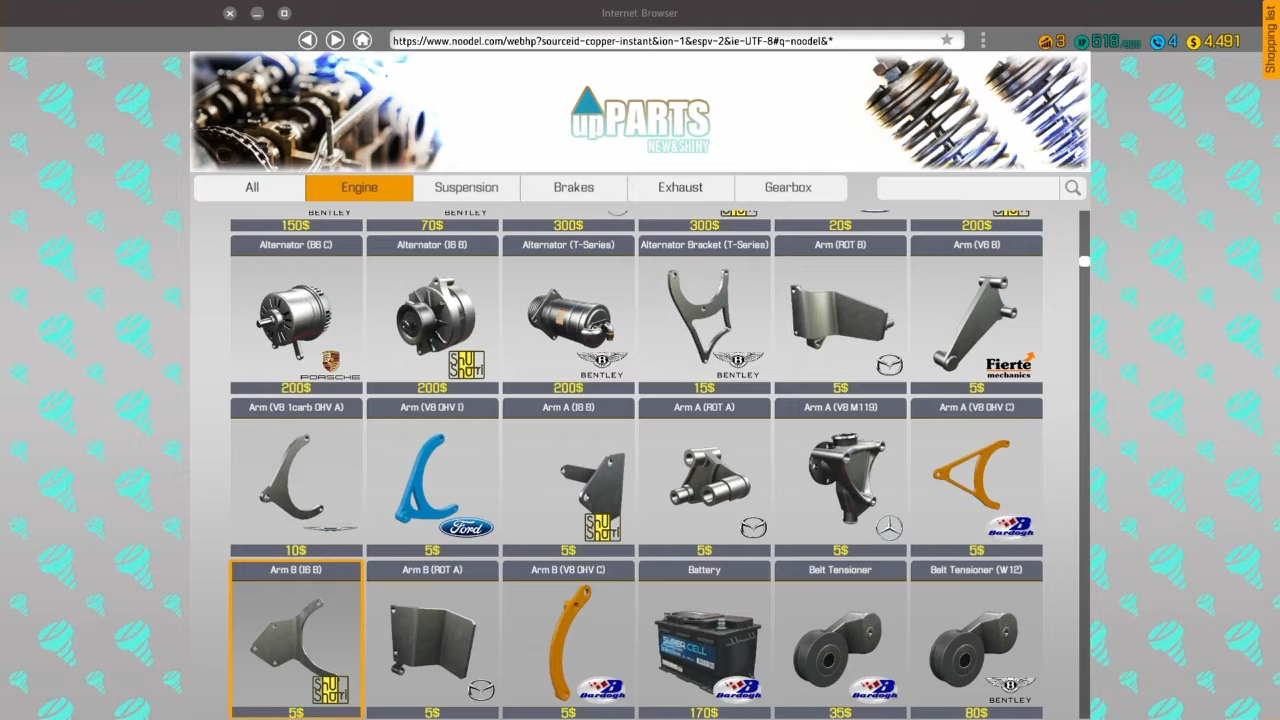 Internet Browser
https://www.noodel.com/webhp?sourceid-copper-instant&ion-1&espv-2&ie-UTF-8#q-noodel&*
3
XP 518
4
$ 4,491
Shopping list
upPARTS
NEW&SHINY
All Engine Suspension Brakes Exhaust Gearbox
BENTLEY BENTLEY
150$ 70$ 300$ 300$ 20$ 200$
Alternator (B6 C) Alternator (I6 B) Alternator (T-Series) Alternator Bracket (T-Series) Arm (ROT B) Arm (V6 B)
PORSCHE Shul Shumi BENTLEY BENTLEY Fierté mechanics
200$ 200$ 200$ 15$ 5$ 5$
Arm (V8 1carb OHV A) Arm (V8 OHV I) Arm A (I6 B) Arm A (ROT A) Arm A (V8 M119) Arm A (V8 OHV C)
Ford Bardogh
10$ 5$ 5$ 5$ 5$ 5$
Arm B (I6 B) Arm B (ROT A) Arm B (V8 OHV C) Battery Belt Tensioner Belt Tensioner (W12)
SUPER CELL
Bardogh Bardogh Bardogh BENTLEY
5$ 5$ 5$ 170$ 35$ 80$